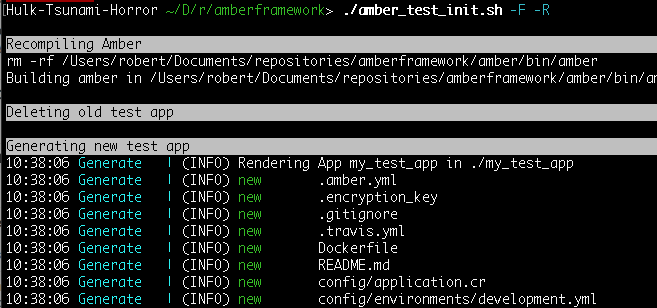 [Hulk-Tsunami-Horror ~/D/r/amberframework> ./amber_test_init.sh -F -R
Recompiling Amber
rm -rf /Users/robert/Documents/repositories/amberframework/amber/bin/amber
Building amber in /Users/robert/Documents/repositories/amberframework/amber/bin/am
Deleting old test app
Generating new test app
10:38:06 Generate | (INFO) Rendering App my_test_app in ./my_test_app
10:38:06 Generate | (INFO) new .amber.yml
10:38:06 Generate | (INFO) new .encryption_key
10:38:06 Generate | (INFO) new .gitignore
10:38:06 Generate | (INFO) new .travis.yml
10:38:06 Generate | (INFO) new Dockerfile
10:38:06 Generate | (INFO) new README.md
10:38:06 Generate | (INFO) new config/application.cr
10:38:06 Generate | (INFO) new config/environments/development.yml